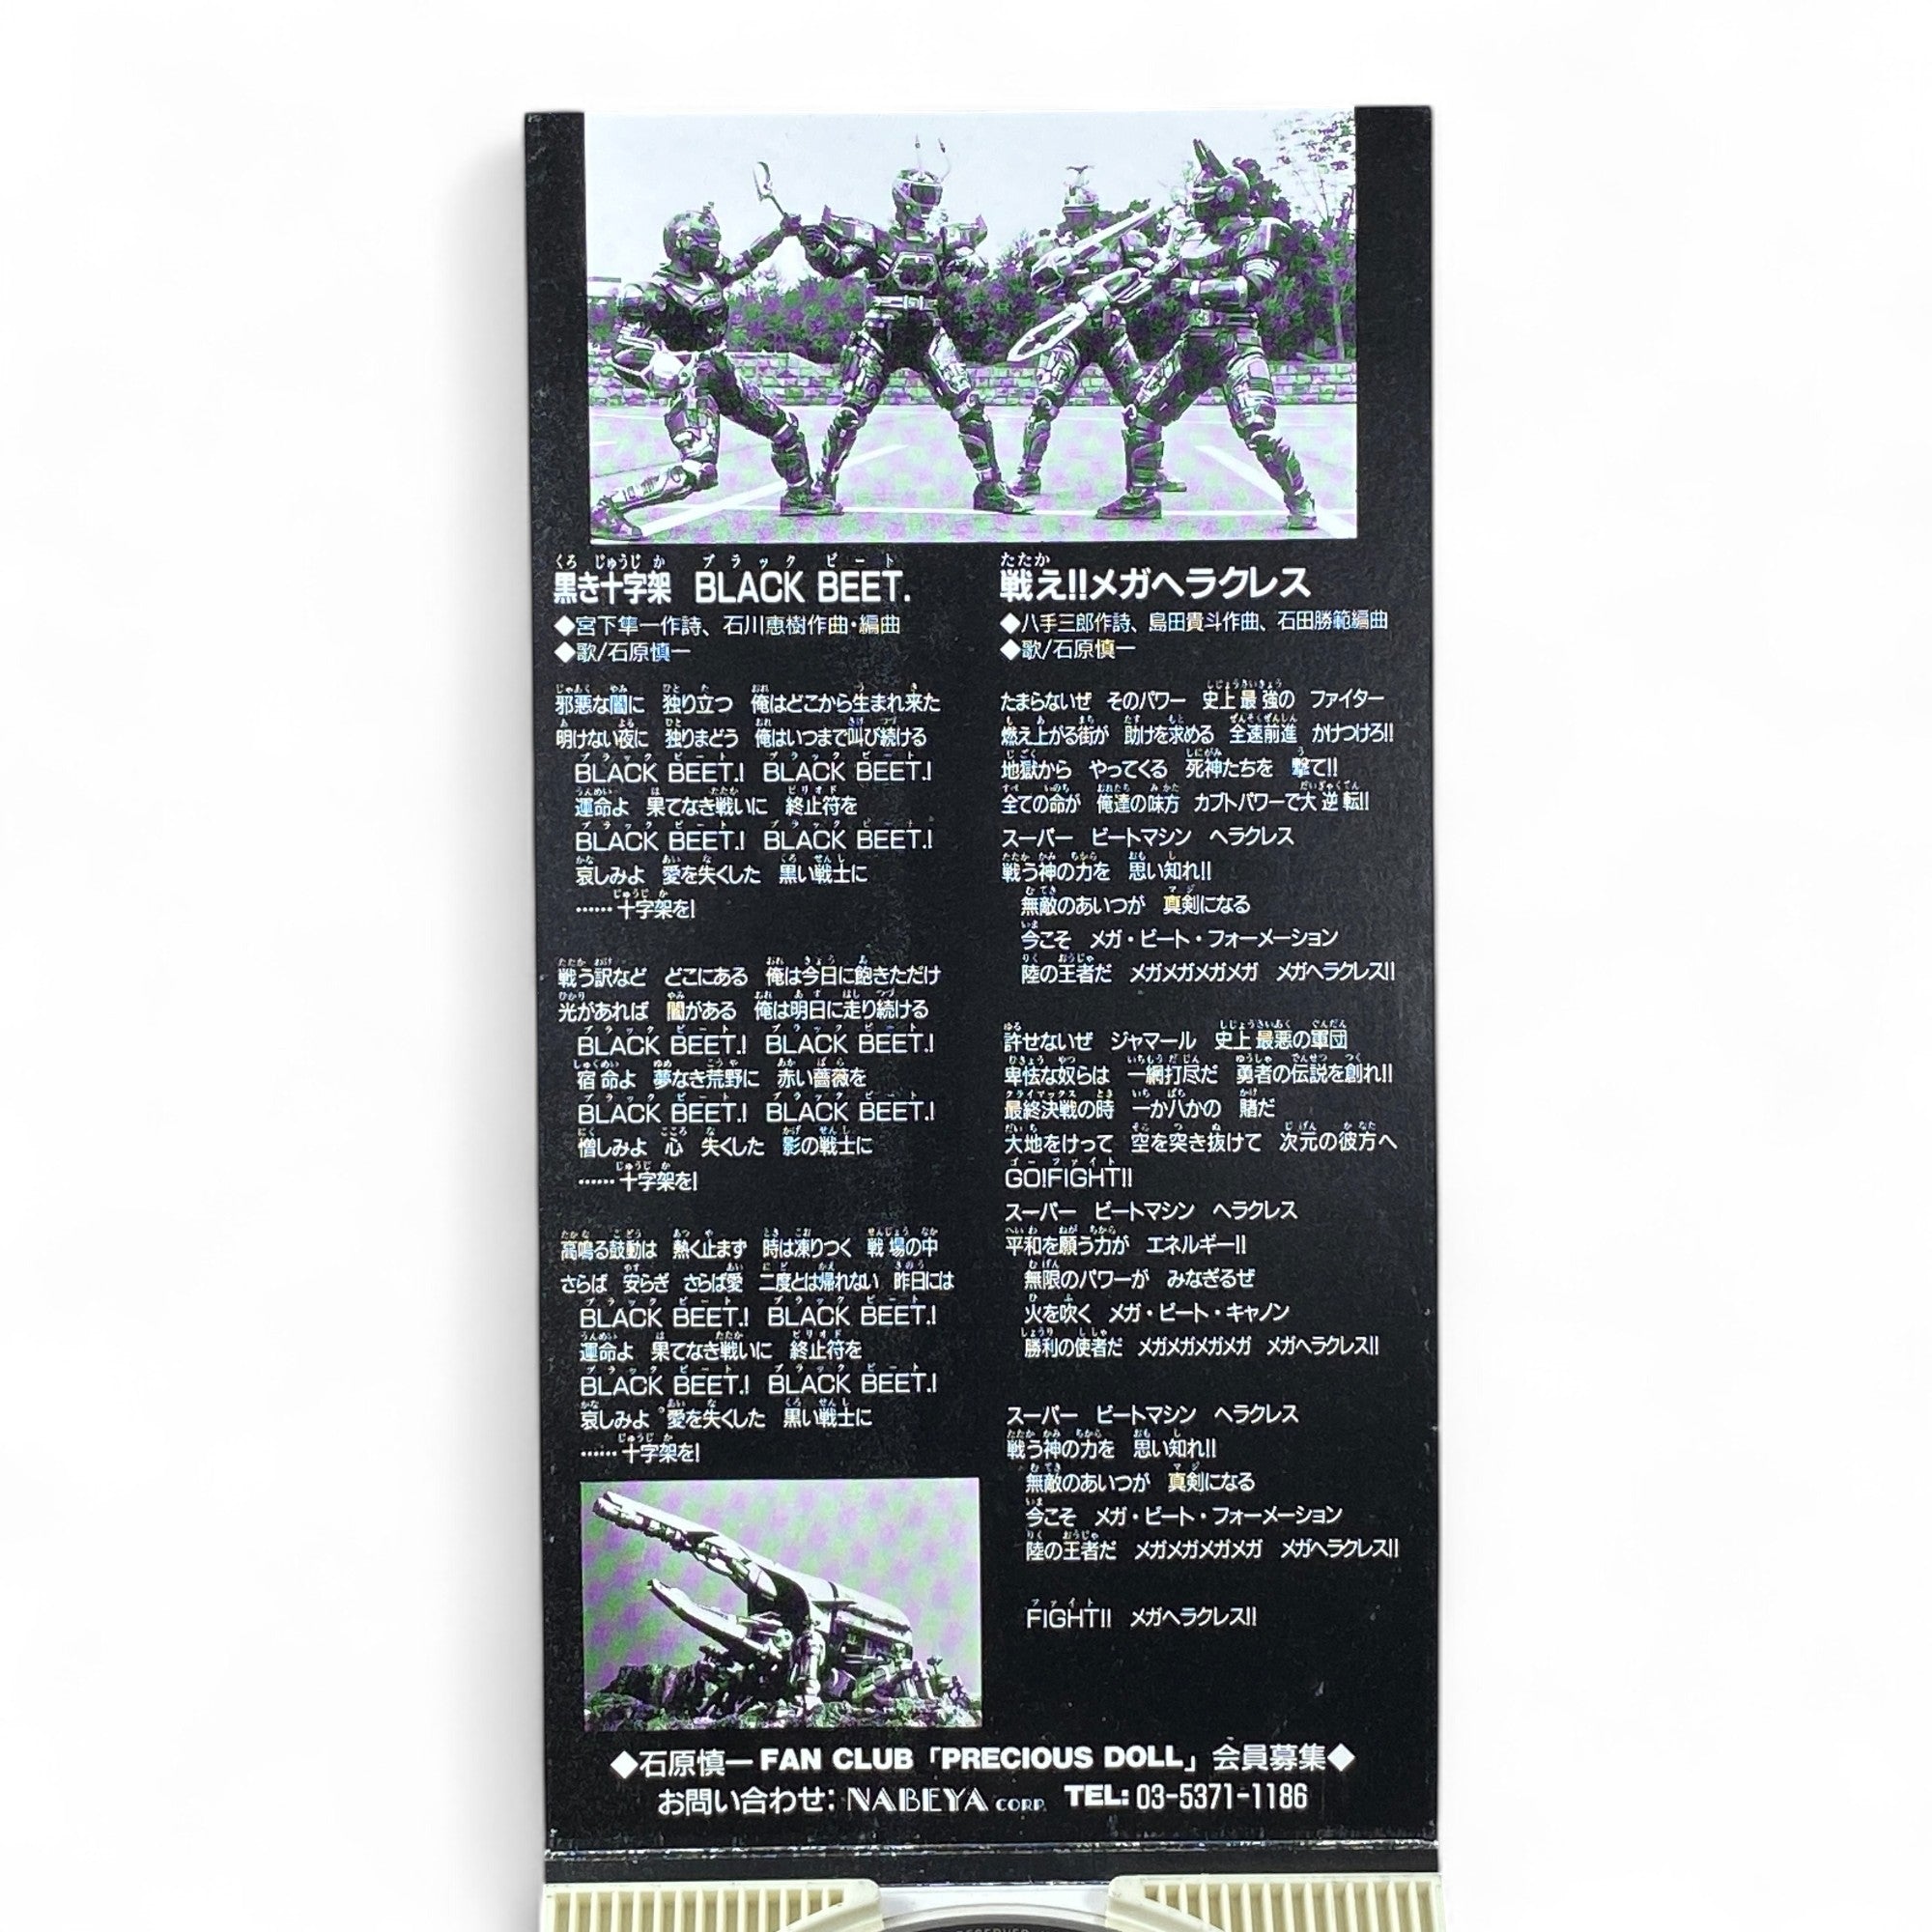 黒き十字架 BLACK BEET.
◆宮下隼一作詩、石川恵樹作曲・編曲
◆歌/石原慎一
邪悪な闇に 独り立つ 俺はどこから生まれ来た
明けない夜に 独りまどう 俺はいつまで叫び続ける
BLACK BEET.! BLACK BEET.!
運命よ 果てなき戦いに 終止符を
BLACK BEET.! BLACK BEET.!
哀しみよ 愛を失くした 黒い戦士に
……十字架を!
戦う訳など どこにある 俺は今日に飽きただけ
光があれば 闇がある 俺は明日に走り続ける
BLACK BEET.! BLACK BEET.!
宿命よ 夢なき荒野に 赤い薔薇を
BLACK BEET.! BLACK BEET.!
憎しみよ 心 失くした 影の戦士に
……十字架を!
高鳴る鼓動は 熱く止まず 時は凍りつく 戦場の中
さらば 安らぎ さらば愛 二度とは帰れない 昨日には
BLACK BEET.! BLACK BEET.!
運命よ 果てなき戦いに 終止符を
BLACK BEET.! BLACK BEET.!
哀しみよ 愛を失くした 黒い戦士に
……十字架を!
戦え!!メガヘラクレス
◆八手三郎作詩、島田貴斗作曲、石田勝範編曲
◆歌/石原慎一
たまらないぜ そのパワー 史上最強の ファイター
燃え上がる街が 助けを求める 全速前進 かけつけろ!!
地獄から やってくる 死神たちを 撃て!!
全ての命が 俺達の味方 カブトパワーで大逆転!!
スーパー ビートマシン ヘラクレス
戦う神の力を 思い知れ!!
無敵のあいつが 真剣になる
今こそ メガ・ビート・フォーメーション
陸の王者だ メガメガメガメガ メガヘラクレス!!
許せないぜ ジャマール 史上最悪の軍団
卑怯な奴らは 一網打尽だ 勇者の伝説を創れ!!
最終決戦の時 一か八かの 賭だ
大地をけって 空を突き抜けて 次元の彼方へ
GO!FIGHT!!
スーパー ビートマシン ヘラクレス
平和を願う力が エネルギー!!
無限のパワーが みなぎるぜ
火を吹く メガ・ビート・キャノン
勝利の使者だ メガメガメガメガ メガヘラクレス!!
スーパー ビートマシン ヘラクレス
戦う神の力を 思い知れ!!
無敵のあいつが 真剣になる
今こそ メガ・ビート・フォーメーション
陸の王者だ メガメガメガメガ メガヘラクレス!!
FIGHT!! メガヘラクレス!!
◆石原慎一 FAN CLUB「PRECIOUS DOLL」会員募集◆
お問い合わせ: NABEYA CORP. TEL: 03-5371-1186